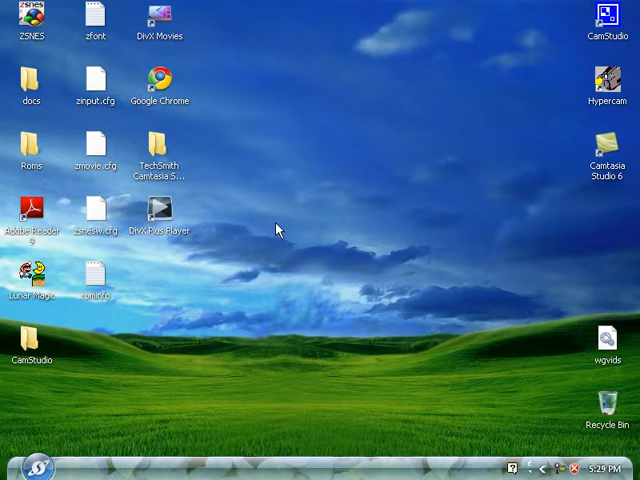 ZSNES
zfont
DivX Movies
CamStudio
docs
zinput.cfg
Google Chrome
Hypercam
Roms
zmovie.cfg
TechSmith
Camtasia S...
Camtasia
Studio 6
Adobe Reader
9
zsnesw.cfg
DivX Plus Player
Lunar Magic
rominfo
CamStudio
wgvids
Recycle Bin
5:29 PM